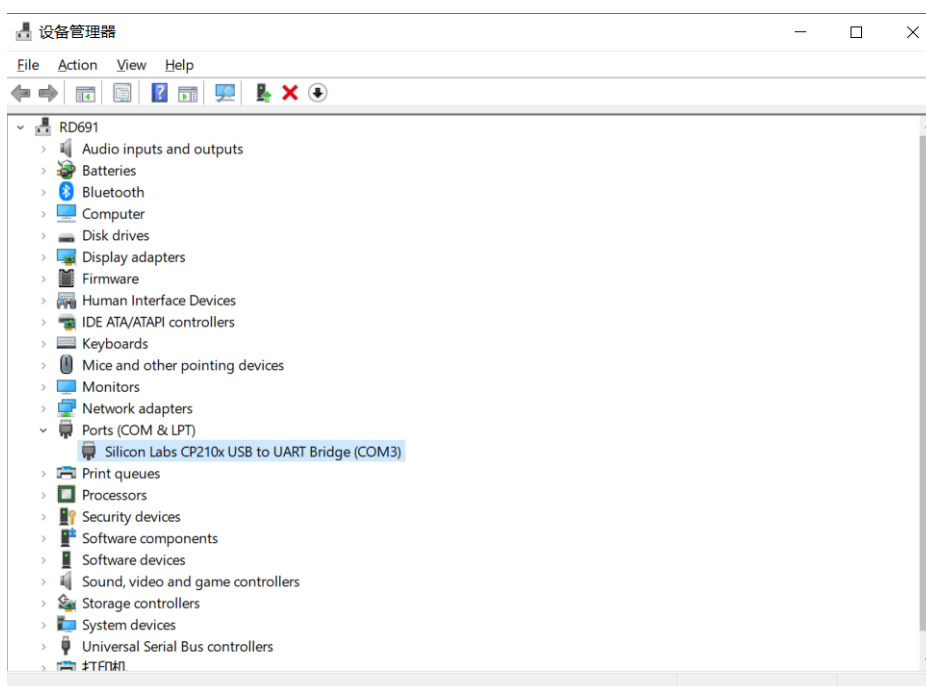 设备管理器
File Action View Help
RD691
Audio inputs and outputs
Batteries
Bluetooth
Computer
Disk drives
Display adapters
Firmware
Human Interface Devices
IDE ATA/ATAPI controllers
Keyboards
Mice and other pointing devices
Monitors
Network adapters
Ports (COM & LPT)
Silicon Labs CP210x USB to UART Bridge (COM3)
Print queues
Processors
Security devices
Software components
Software devices
Sound, video and game controllers
Storage controllers
System devices
Universal Serial Bus controllers
打印机